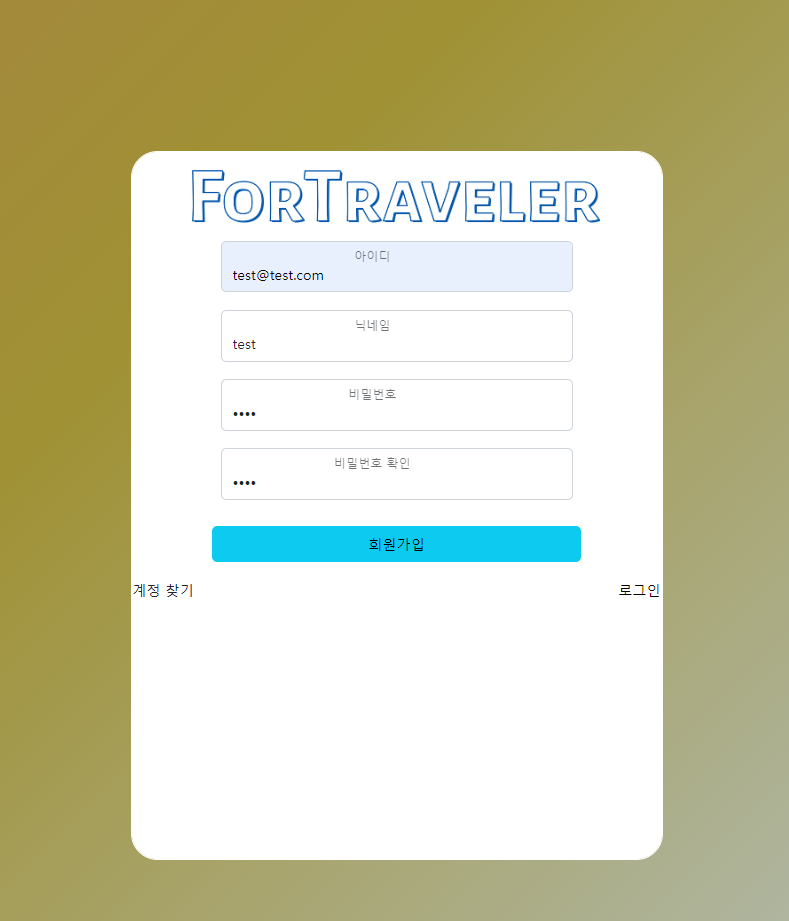 ForTraveler
아이디
test@test.com
닉네임
test
비밀번호
••••
비밀번호 확인
••••
회원가입
계정 찾기
로그인